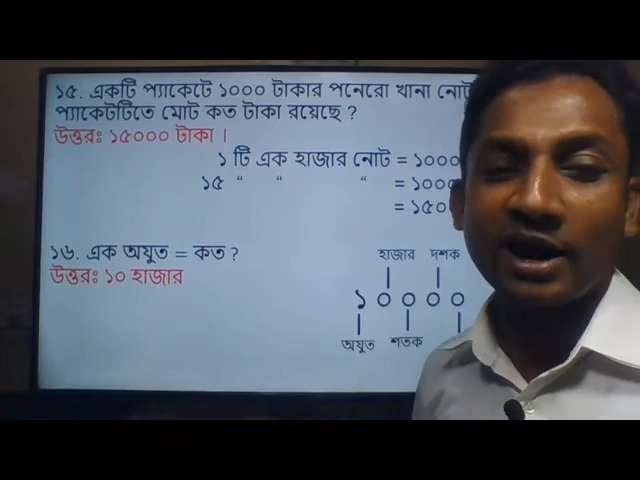 ১৫. একটি প্যাকেটে ১০০০ টাকার পনেরো খানা নোট
প্যাকেটটিতে মোট কত টাকা রয়েছে ?
উত্তরঃ ১৫০০০ টাকা ।
১ টি এক হাজার নোট = ১০০০
১৫ " " " = ১০০০
= ১৫০
১৬. এক অযুত = কত ?
উত্তরঃ ১০ হাজার
হাজার দশক
১ ০ ০ ০ ০
অযুত শতক